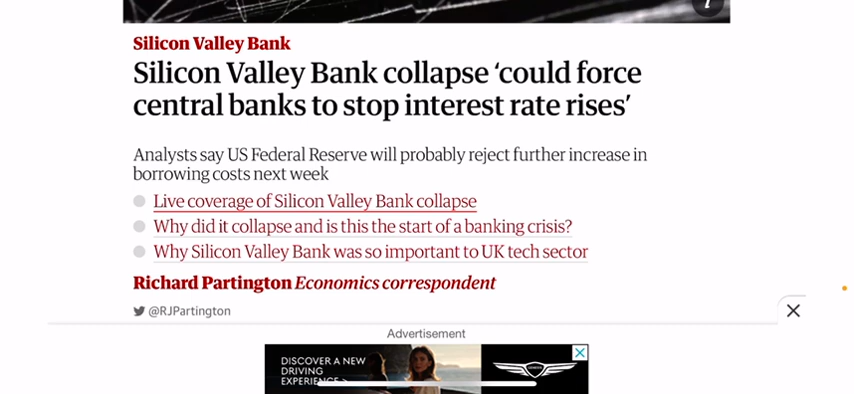 Silicon Valley Bank
Silicon Valley Bank collapse ‘could force
central banks to stop interest rate rises’
Analysts say US Federal Reserve will probably reject further increase in
borrowing costs next week
Live coverage of Silicon Valley Bank collapse
Why did it collapse and is this the start of a banking crisis?
Why Silicon Valley Bank was so important to UK tech sector
Richard Partington Economics correspondent
@RJPartington
Advertisement
DISCOVER A NEW
DRIVING
EXPERIENCE >